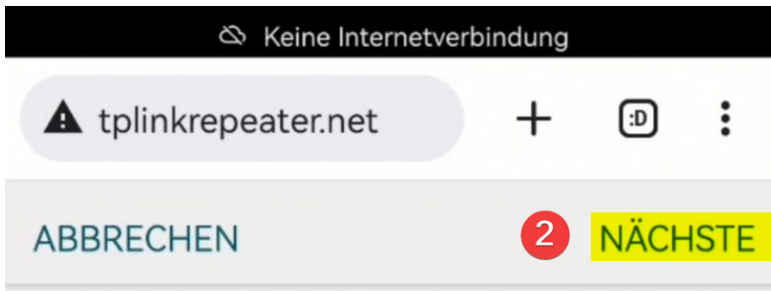 Keine Internetverbindung
tplinkrepeater.net :D
ABBRECHEN 2 NÄCHSTE